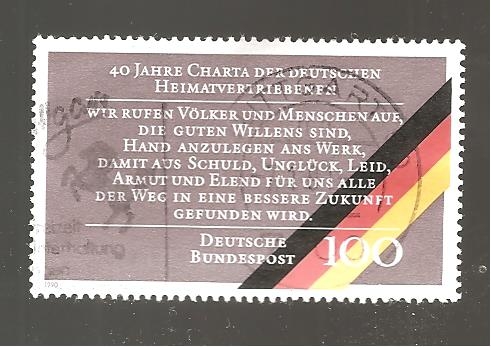 40 JAHRE CHARTA DER DEUTSCHEN
HEIMATVERTRIEBENEN
WIR RUFEN VÖLKER UND MENSCHEN AUF,
DIE GUTEN WILLENS SIND,
HAND ANZULEGEN ANS WERK,
DAMIT AUS SCHULD, UNGLÜCK, LEID,
ARMUT UND ELEND FÜR UNS ALLE
DER WEG IN EINE BESSERE ZUKUNFT
GEFUNDEN WIRD.
DEUTSCHE
BUNDESPOST
100
1990